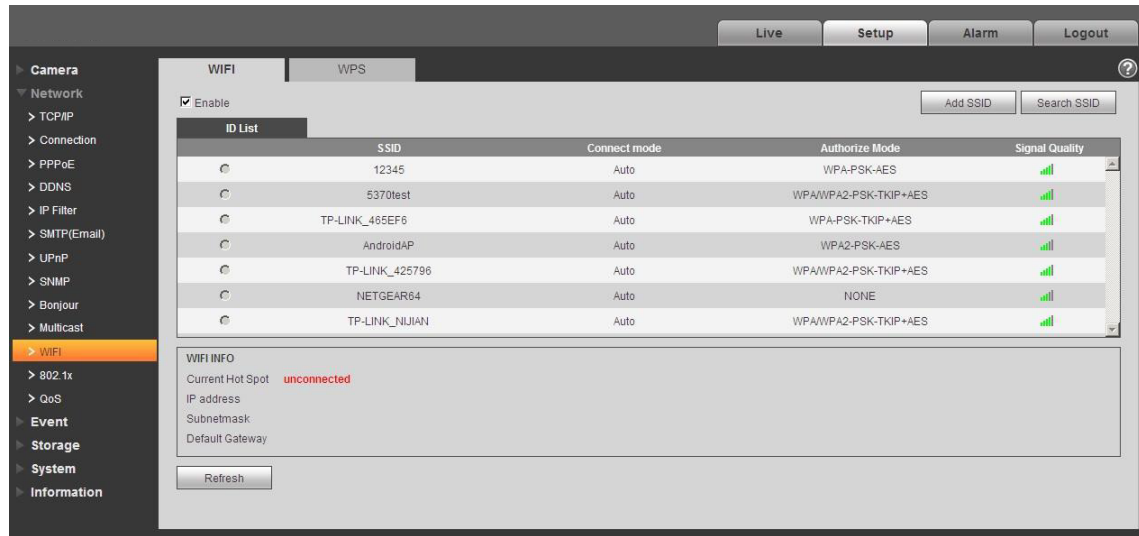 Live Setup Alarm Logout
Camera
Network
> TCP/IP
> Connection
> PPPoE
> DDNS
> IP Filter
> SMTP(Email)
> UPnP
> SNMP
> Bonjour
> Multicast
> WIFI
> 802.1x
> QoS
Event
Storage
System
Information
WIFI WPS ?
Enable Add SSID Search SSID
ID List
SSID Connect mode Authorize Mode Signal Quality
12345 Auto WPA-PSK-AES
5370test Auto WPA/WPA2-PSK-TKIP+AES
TP-LINK_465EF6 Auto WPA-PSK-TKIP+AES
AndroidAP Auto WPA2-PSK-AES
TP-LINK_425796 Auto WPA/WPA2-PSK-TKIP+AES
NETGEAR64 Auto NONE
TP-LINK_NIJIAN Auto WPA/WPA2-PSK-TKIP+AES
WIFI INFO
Current Hot Spot unconnected
IP address
Subnetmask
Default Gateway
Refresh